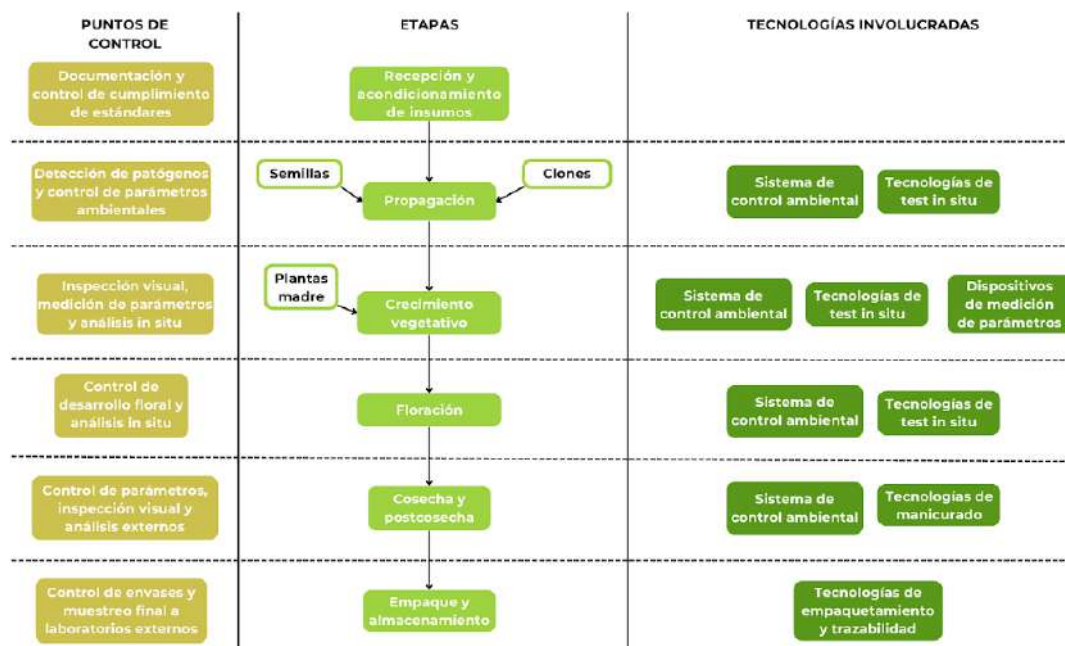 PUNTOS DE
CONTROL
ETAPAS
TECNOLOGÍAS INVOLUCRADAS
Documentación y
control de cumplimiento
de estándares
Recepción y
acondicionamiento
de insumos
Detección de patógenos
y control de parámetros
ambientales
Semillas
Clones
Propagación
Sistema de
control ambiental
Tecnologías de
test in situ
Inspección visual,
medición de parámetros
y análisis in situ
Plantas
madre
Crecimiento
vegetativo
Sistema de
control ambiental
Tecnologías de
test in situ
Dispositivos
de medición
de parámetros
Control de
desarrollo floral y
análisis in situ
Floración
Sistema de
control ambiental
Tecnologías de
test in situ
Control de parámetros,
inspección visual y
análisis externos
Cosecha y
postcosecha
Sistema de
control ambiental
Tecnologías de
manicurado
Control de envases y
muestreo final a
laboratorios externos
Empaque y
almacenamiento
Tecnologías de
empaquetamiento
y trazabilidad